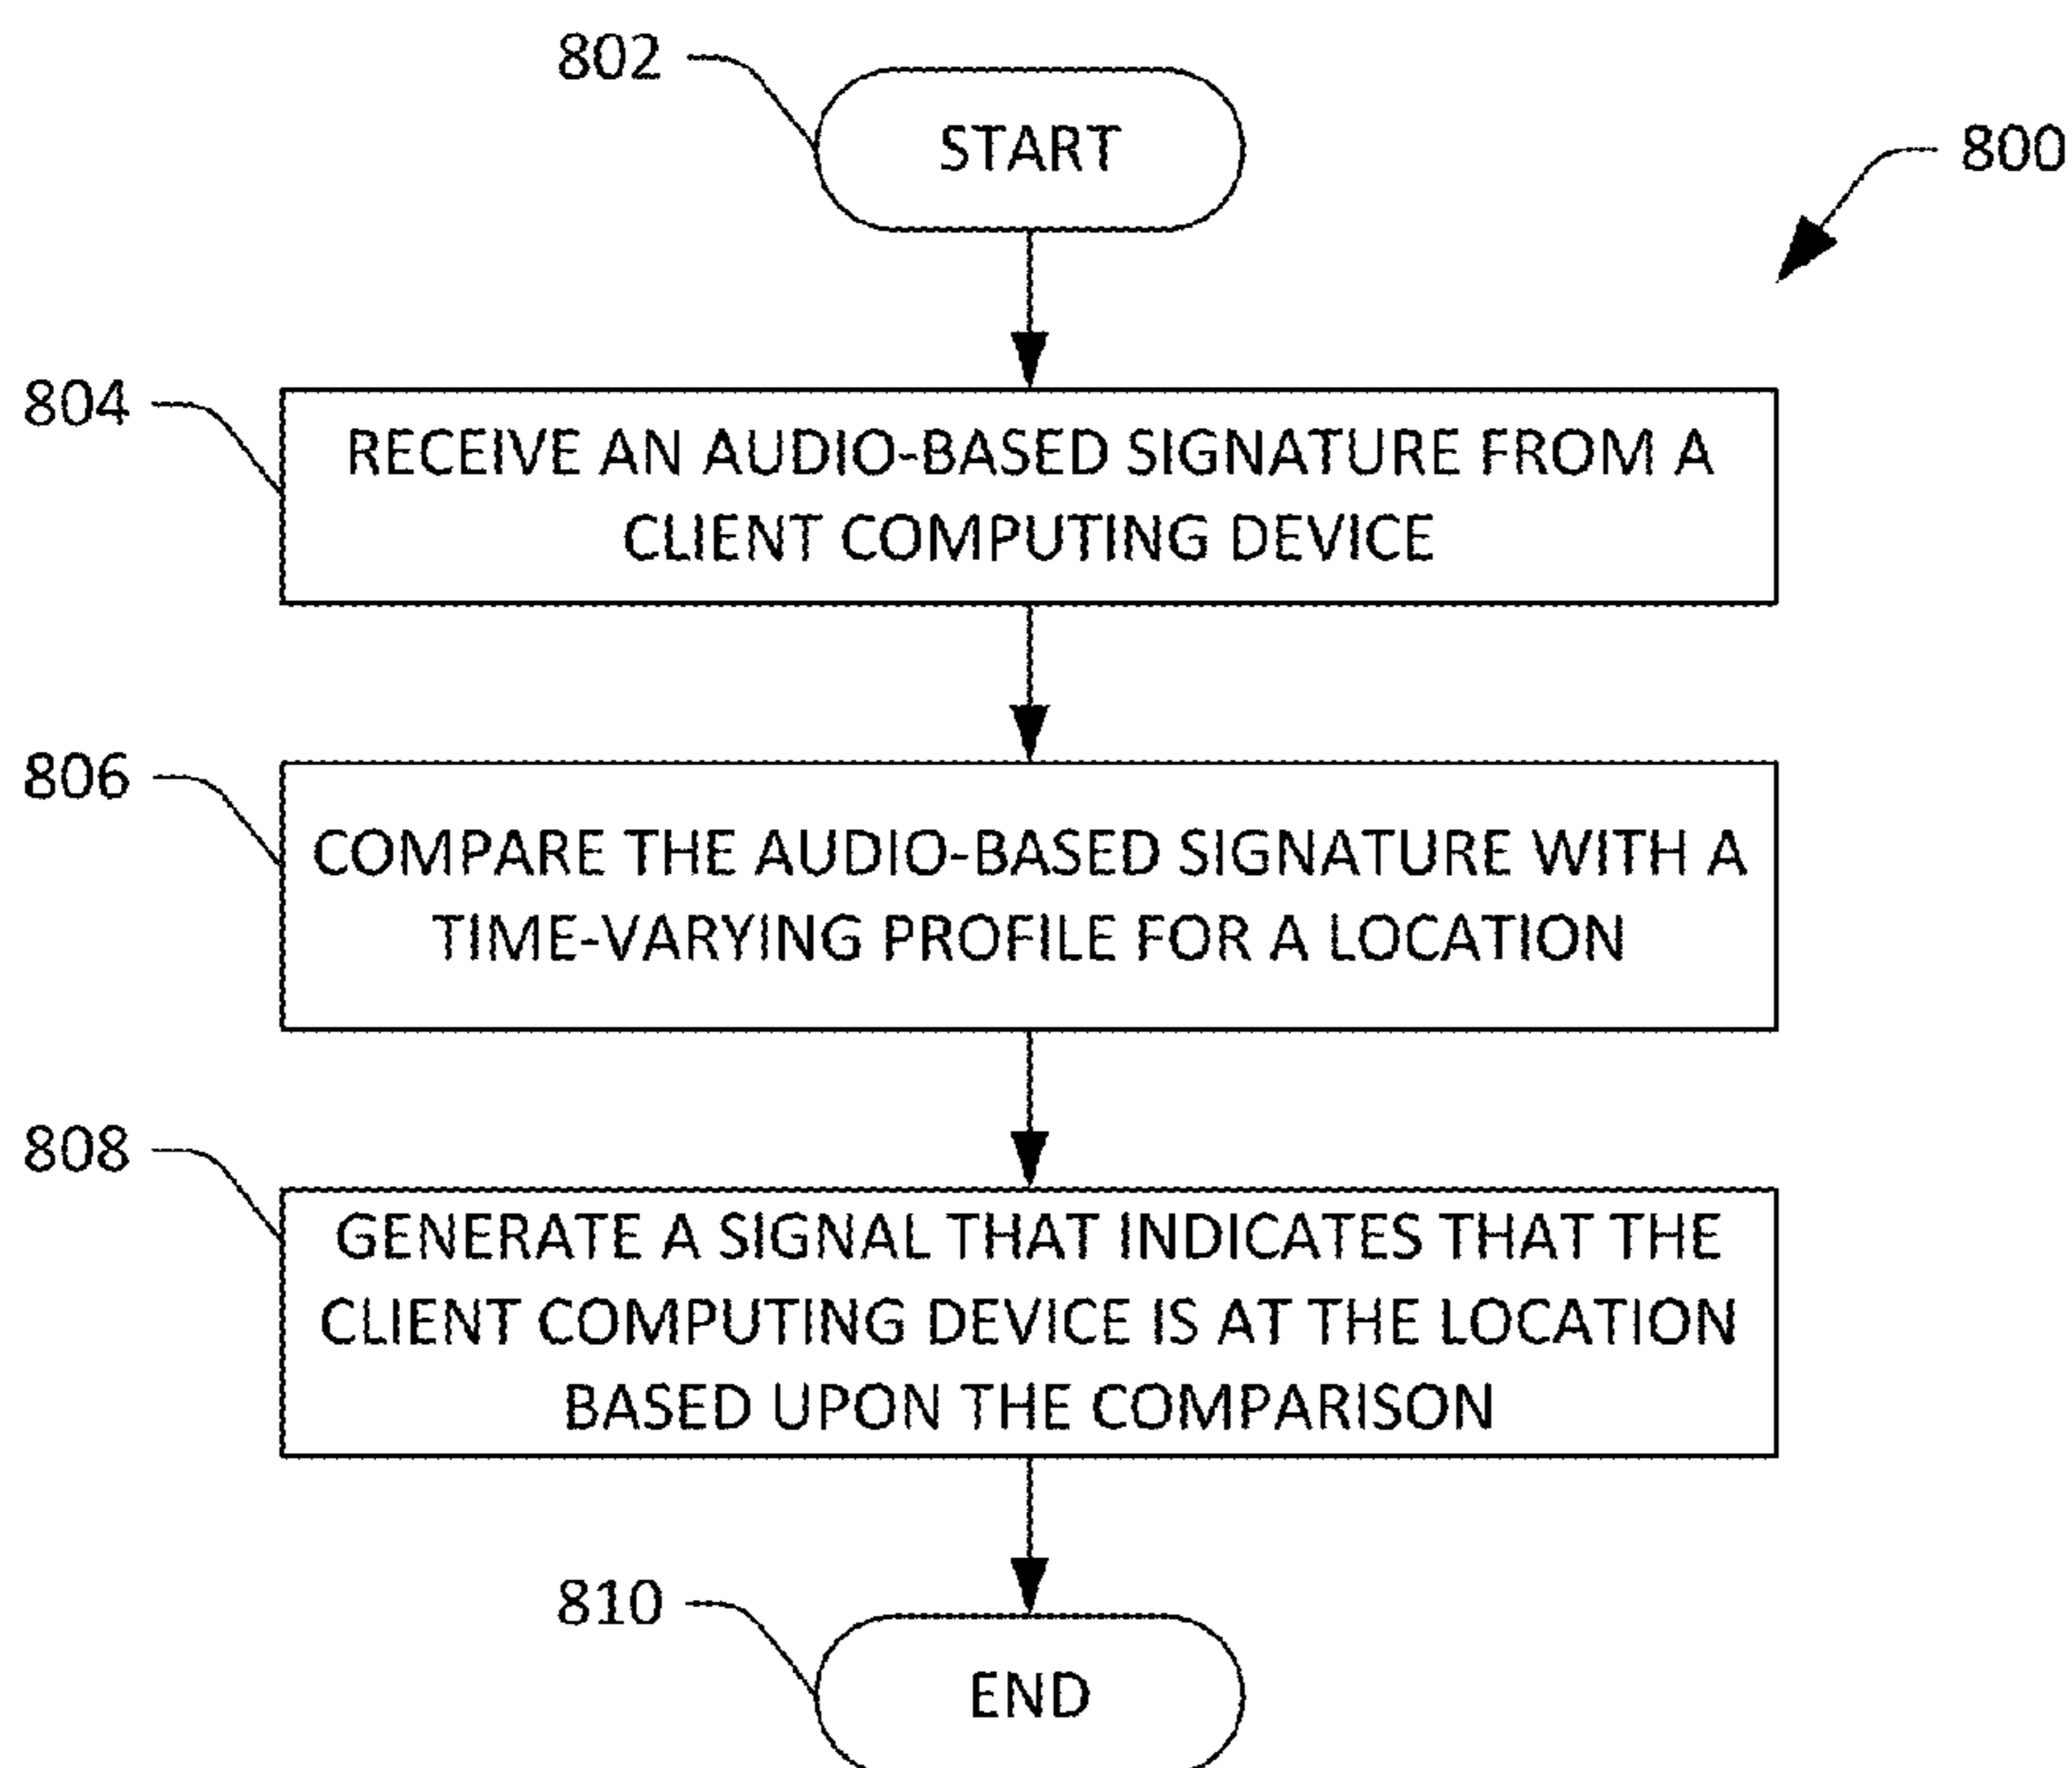 802
START
800
804
RECEIVE AN AUDIO-BASED SIGNATURE FROM A
CLIENT COMPUTING DEVICE
806
COMPARE THE AUDIO-BASED SIGNATURE WITH A
TIME-VARYING PROFILE FOR A LOCATION
808
GENERATE A SIGNAL THAT INDICATES THAT THE
CLIENT COMPUTING DEVICE IS AT THE LOCATION
BASED UPON THE COMPARISON
810
END